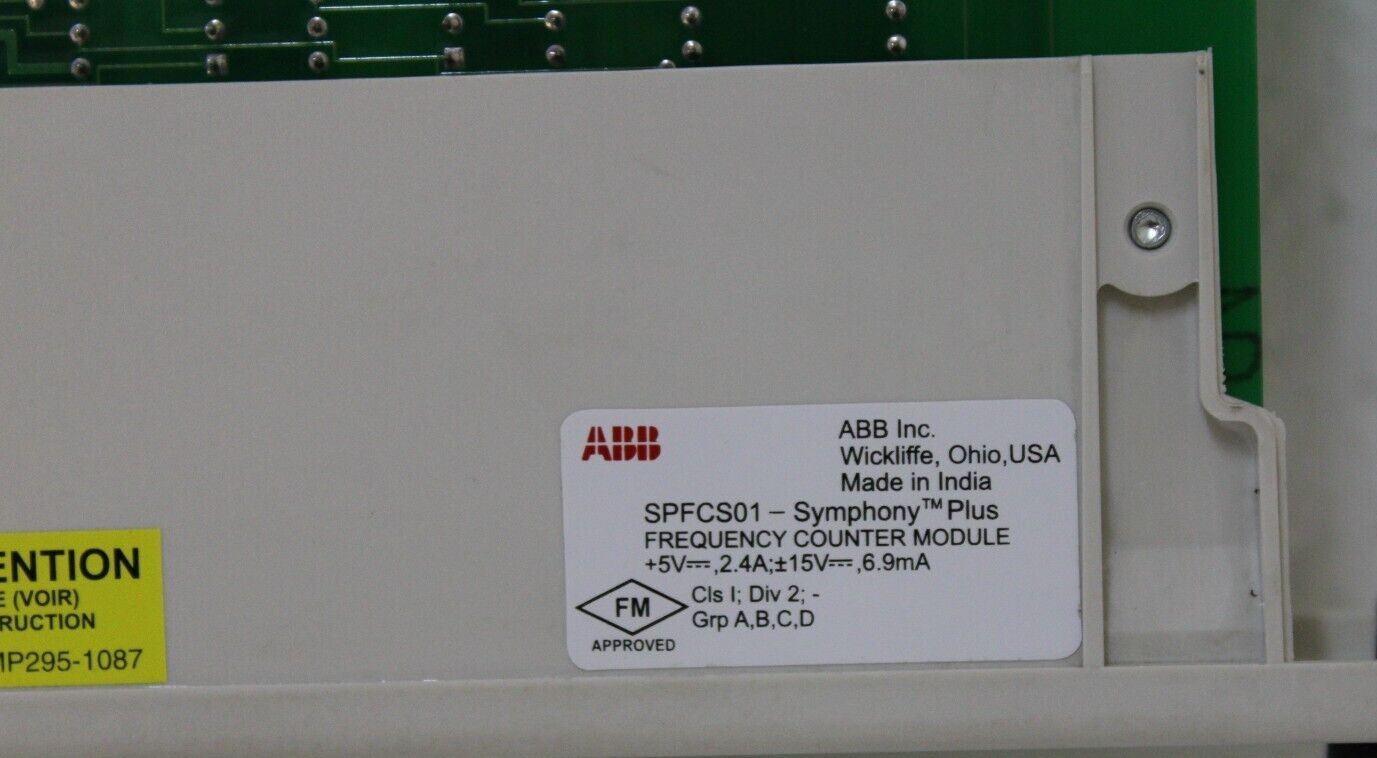 ABB
ABB Inc.
Wickliffe, Ohio,USA
Made in India
SPFCS01 – Symphony™ Plus
FREQUENCY COUNTER MODULE
+5V⎓,2.4A;±15V⎓,6.9mA
FM
APPROVED
Cls I; Div 2; -
Grp A,B,C,D
ENTION
E (VOIR)
RUCTION
MP295-1087